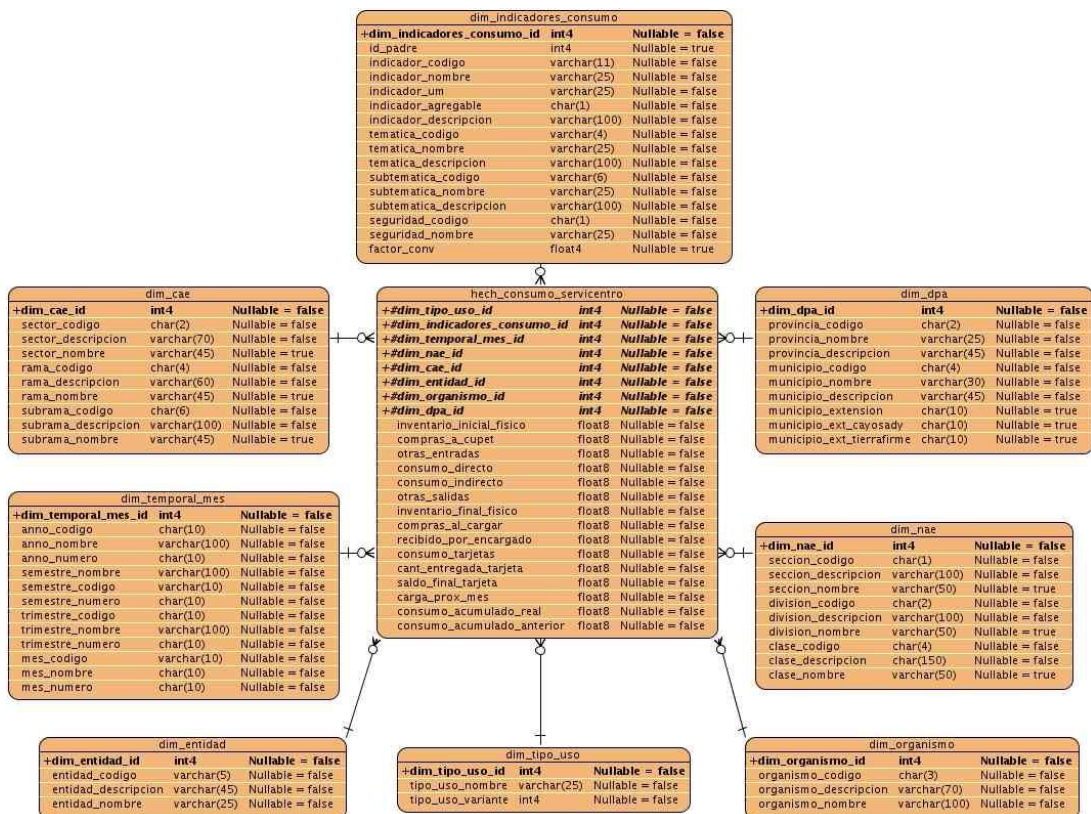 dim_indicadores_consumo
+dim_indicadores_consumo_id int4 Nullable = false
id_padre int4 Nullable = true
indicador_codigo varchar(11) Nullable = false
indicador_nombre varchar(25) Nullable = false
indicador_um varchar(25) Nullable = false
indicador_agregable char(1) Nullable = false
indicador_descripcion varchar(100) Nullable = false
tematica_codigo varchar(4) Nullable = false
tematica_nombre varchar(25) Nullable = false
tematica_descripcion varchar(100) Nullable = false
subtematica_codigo varchar(6) Nullable = false
subtematica_nombre varchar(25) Nullable = false
subtematica_descripcion varchar(100) Nullable = false
seguridad_codigo char(1) Nullable = false
seguridad_nombre varchar(25) Nullable = false
factor_conv float4 Nullable = true
dim_cae
+dim_cae_id int4 Nullable = false
sector_codigo char(2) Nullable = false
sector_descripcion varchar(70) Nullable = false
sector_nombre varchar(45) Nullable = true
rama_codigo char(4) Nullable = false
rama_descripcion varchar(60) Nullable = false
rama_nombre varchar(45) Nullable = true
subrama_codigo char(6) Nullable = false
subrama_descripcion varchar(100) Nullable = false
subrama_nombre varchar(45) Nullable = true
hech_consumo_servicentro
+#dim_tipo_uso_id int4 Nullable = false
+#dim_indicadores_consumo_id int4 Nullable = false
+#dim_temporal_mes_id int4 Nullable = false
+#dim_nae_id int4 Nullable = false
+#dim_cae_id int4 Nullable = false
+#dim_entidad_id int4 Nullable = false
+#dim_organismo_id int4 Nullable = false
+#dim_dpa_id int4 Nullable = false
inventario_inicial_fisico float8 Nullable = false
compras_a_cupet float8 Nullable = false
otras_entradas float8 Nullable = false
consumo_directo float8 Nullable = false
consumo_indirecto float8 Nullable = false
otras_salidas float8 Nullable = false
inventario_final_fisico float8 Nullable = false
compras_al_cargar float8 Nullable = false
recibido_por_encargado float8 Nullable = false
consumo_tarjetas float8 Nullable = false
cant_entregada_tarjeta float8 Nullable = false
saldo_final_tarjeta float8 Nullable = false
carga_prox_mes float8 Nullable = false
consumo_acumulado_real float8 Nullable = false
consumo_acumulado_anterior float8 Nullable = false
dim_dpa
+dim_dpa_id int4 Nullable = false
provincia_codigo char(2) Nullable = false
provincia_nombre varchar(25) Nullable = false
provincia_descripcion varchar(45) Nullable = false
municipio_codigo char(4) Nullable = false
municipio_nombre varchar(30) Nullable = false
municipio_descripcion varchar(45) Nullable = false
municipio_extension char(10) Nullable = true
municipio_ext_cayosady char(10) Nullable = true
municipio_ext_tierrafirme char(10) Nullable = true
dim_temporal_mes
+dim_temporal_mes_id int4 Nullable = false
anno_codigo char(10) Nullable = false
anno_nombre varchar(100) Nullable = false
anno_numero char(10) Nullable = false
semestre_nombre varchar(100) Nullable = false
semestre_codigo varchar(10) Nullable = false
semestre_numero char(10) Nullable = false
trimestre_codigo char(10) Nullable = false
trimestre_nombre varchar(100) Nullable = false
trimestre_numero char(10) Nullable = false
mes_codigo varchar(10) Nullable = false
mes_nombre char(10) Nullable = false
mes_numero char(10) Nullable = false
dim_nae
+dim_nae_id int4 Nullable = false
seccion_codigo char(1) Nullable = false
seccion_descripcion varchar(100) Nullable = false
seccion_nombre varchar(50) Nullable = true
division_codigo char(2) Nullable = false
division_descripcion varchar(100) Nullable = false
division_nombre varchar(50) Nullable = true
clase_codigo char(4) Nullable = false
clase_descripcion char(150) Nullable = false
clase_nombre varchar(50) Nullable = true
dim_entidad
+dim_entidad_id int4 Nullable = false
entidad_codigo varchar(5) Nullable = false
entidad_descripcion varchar(45) Nullable = false
entidad_nombre varchar(25) Nullable = false
dim_tipo_uso
+dim_tipo_uso_id int4 Nullable = false
tipo_uso_nombre varchar(25) Nullable = false
tipo_uso_variante int4 Nullable = false
dim_organismo
+dim_organismo_id int4 Nullable = false
organismo_codigo char(3) Nullable = false
organismo_descripcion varchar(70) Nullable = false
organismo_nombre varchar(100) Nullable = false